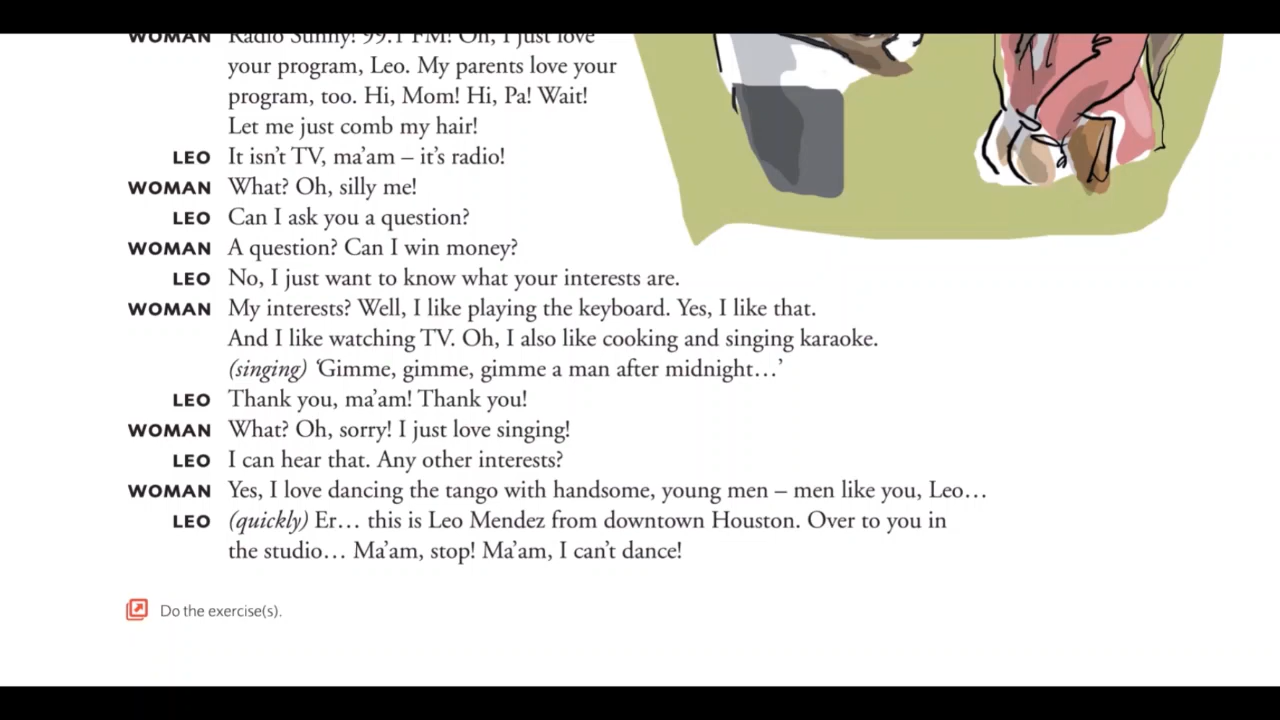 WOMAN Radio Sunny! 99.1 FM! Oh, I just love
your program, Leo. My parents love your
program, too. Hi, Mom! Hi, Pa! Wait!
Let me just comb my hair!
LEO It isn’t TV, ma’am – it’s radio!
WOMAN What? Oh, silly me!
LEO Can I ask you a question?
WOMAN A question? Can I win money?
LEO No, I just want to know what your interests are.
WOMAN My interests? Well, I like playing the keyboard. Yes, I like that.
And I like watching TV. Oh, I also like cooking and singing karaoke.
(singing) ‘Gimme, gimme, gimme a man after midnight…’
LEO Thank you, ma’am! Thank you!
WOMAN What? Oh, sorry! I just love singing!
LEO I can hear that. Any other interests?
WOMAN Yes, I love dancing the tango with handsome, young men – men like you, Leo…
LEO (quickly) Er… this is Leo Mendez from downtown Houston. Over to you in
the studio… Ma’am, stop! Ma’am, I can’t dance!
Do the exercise(s).